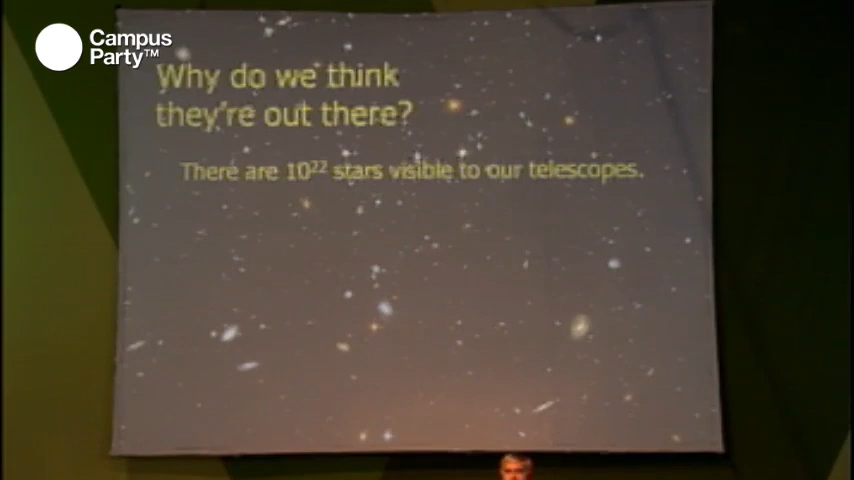 Campus
Party™
Why do we think
they're out there?
There are 10²² stars visible to our telescopes.